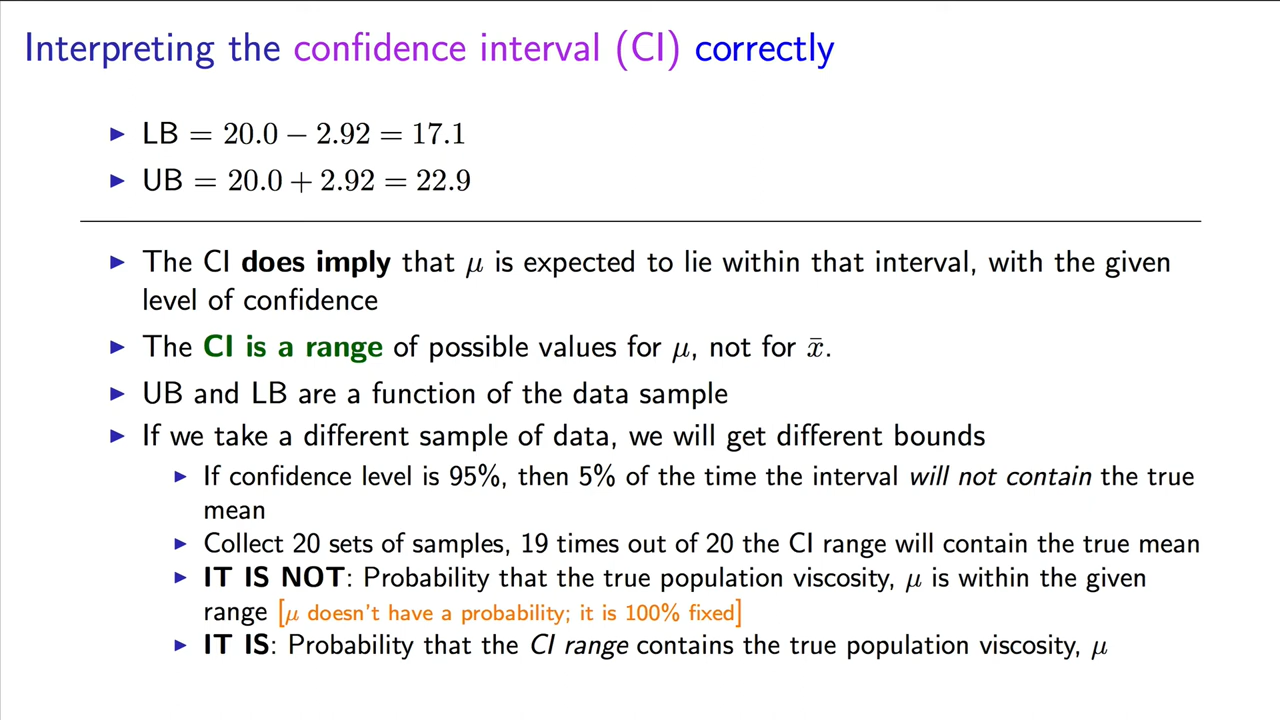 Interpreting the confidence interval (CI) correctly
▶ LB = 20.0 − 2.92 = 17.1
▶ UB = 20.0 + 2.92 = 22.9
▶ The CI does imply that μ is expected to lie within that interval, with the given
level of confidence
▶ The CI is a range of possible values for μ, not for x̄.
▶ UB and LB are a function of the data sample
▶ If we take a different sample of data, we will get different bounds
▶ If confidence level is 95%, then 5% of the time the interval will not contain the true
mean
▶ Collect 20 sets of samples, 19 times out of 20 the CI range will contain the true mean
▶ IT IS NOT: Probability that the true population viscosity, μ is within the given
range [μ doesn't have a probability; it is 100% fixed]
▶ IT IS: Probability that the CI range contains the true population viscosity, μ